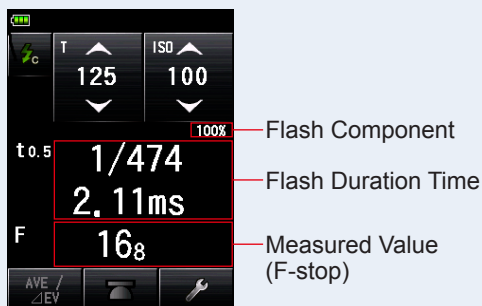 C
T
125
ISO
100
100%
Flash Component
t0.5
1/474
2.11ms
Flash Duration Time
F
168
Measured Value
(F-stop)
AVE /
⊿EV